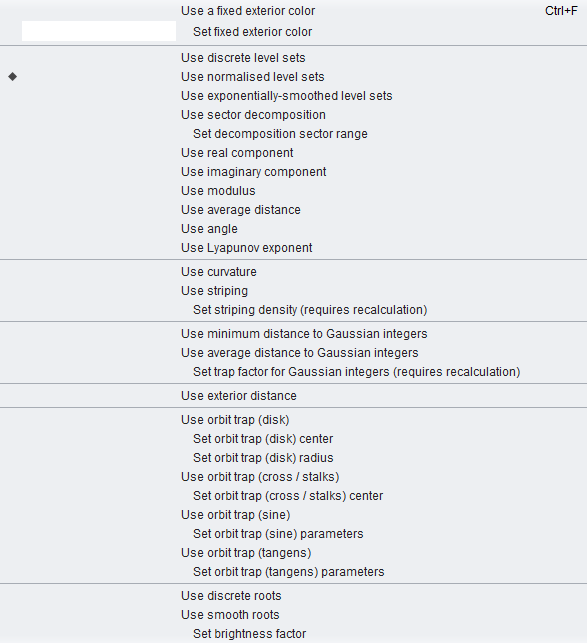 Use a fixed exterior color Ctrl+F
Set fixed exterior color
Use discrete level sets
Use normalised level sets
Use exponentially-smoothed level sets
Use sector decomposition
Set decomposition sector range
Use real component
Use imaginary component
Use modulus
Use average distance
Use angle
Use Lyapunov exponent
Use curvature
Use striping
Set striping density (requires recalculation)
Use minimum distance to Gaussian integers
Use average distance to Gaussian integers
Set trap factor for Gaussian integers (requires recalculation)
Use exterior distance
Use orbit trap (disk)
Set orbit trap (disk) center
Set orbit trap (disk) radius
Use orbit trap (cross / stalks)
Set orbit trap (cross / stalks) center
Use orbit trap (sine)
Set orbit trap (sine) parameters
Use orbit trap (tangens)
Set orbit trap (tangens) parameters
Use discrete roots
Use smooth roots
Set brightness factor